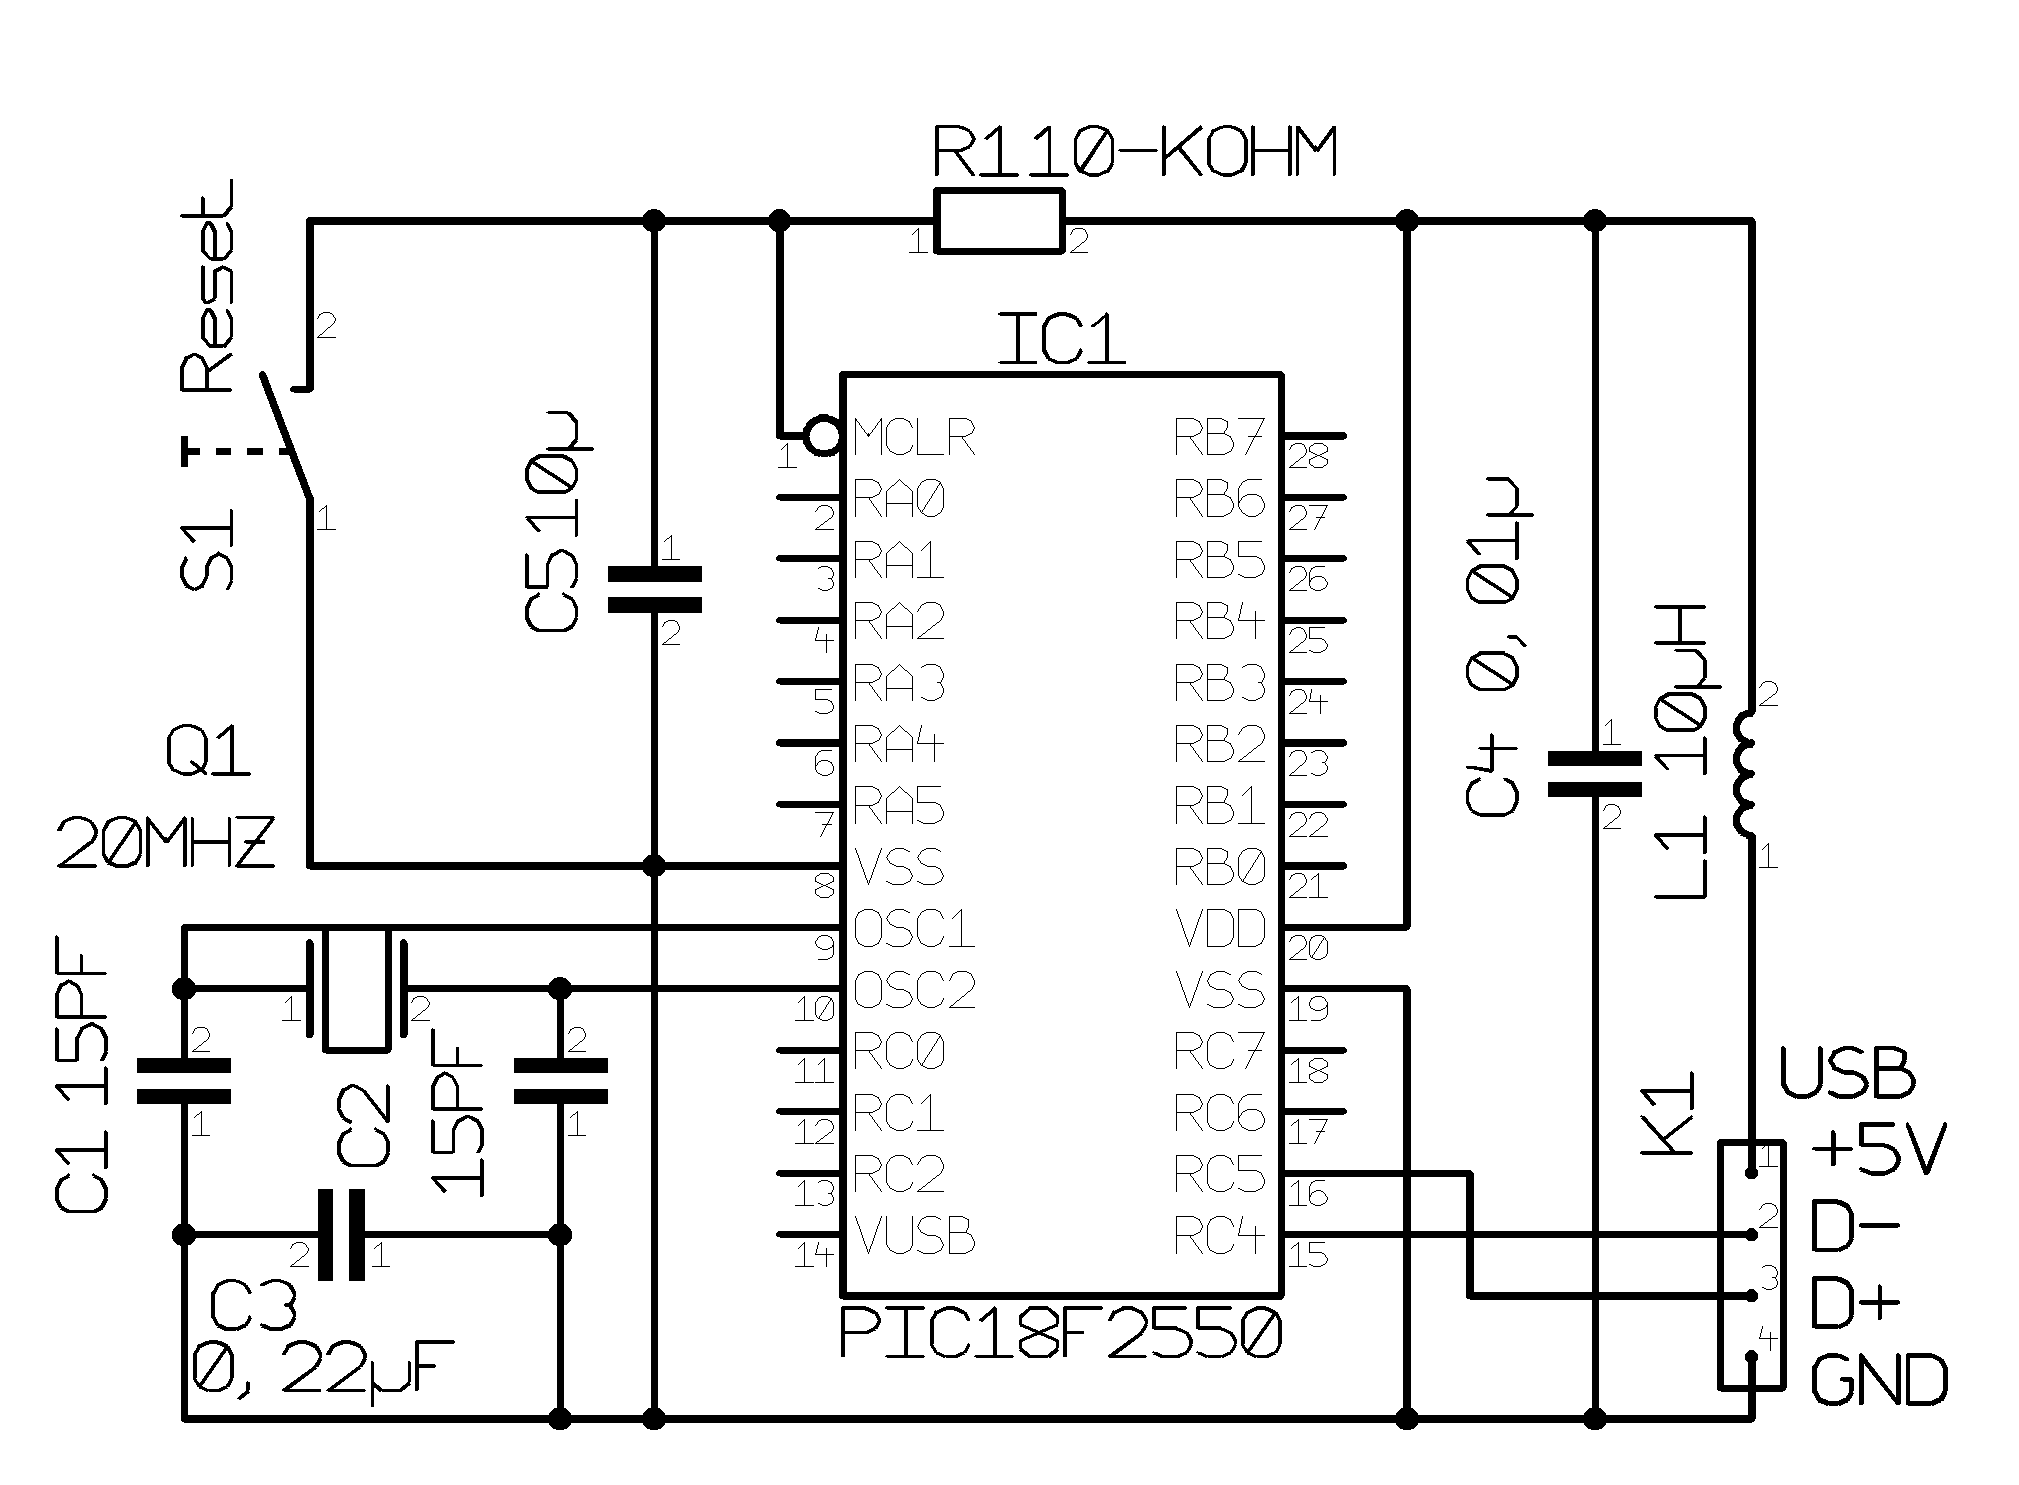 R110-KOHM
1
2
S1 Reset
2
1
C510µ
1
2
IC1
MCLR
1
RA0
2
RA1
3
RA2
4
RA3
5
RA4
6
RA5
7
VSS
8
OSC1
9
OSC2
10
RC0
11
RC1
12
RC2
13
VUSB
14
RB7
28
RB6
27
RB5
26
RB4
25
RB3
24
RB2
23
RB1
22
RB0
21
VDD
20
VSS
19
RC7
18
RC6
17
RC5
16
RC4
15
PIC18F2550
C4 0,01µ
1
2
L1 10µH
2
1
Q1
20MHZ
1
2
C1 15PF
2
1
C2
15PF
2
1
2
1
C3
0,22µF
K1
USB
1
+5V
2
D-
3
D+
4
GND